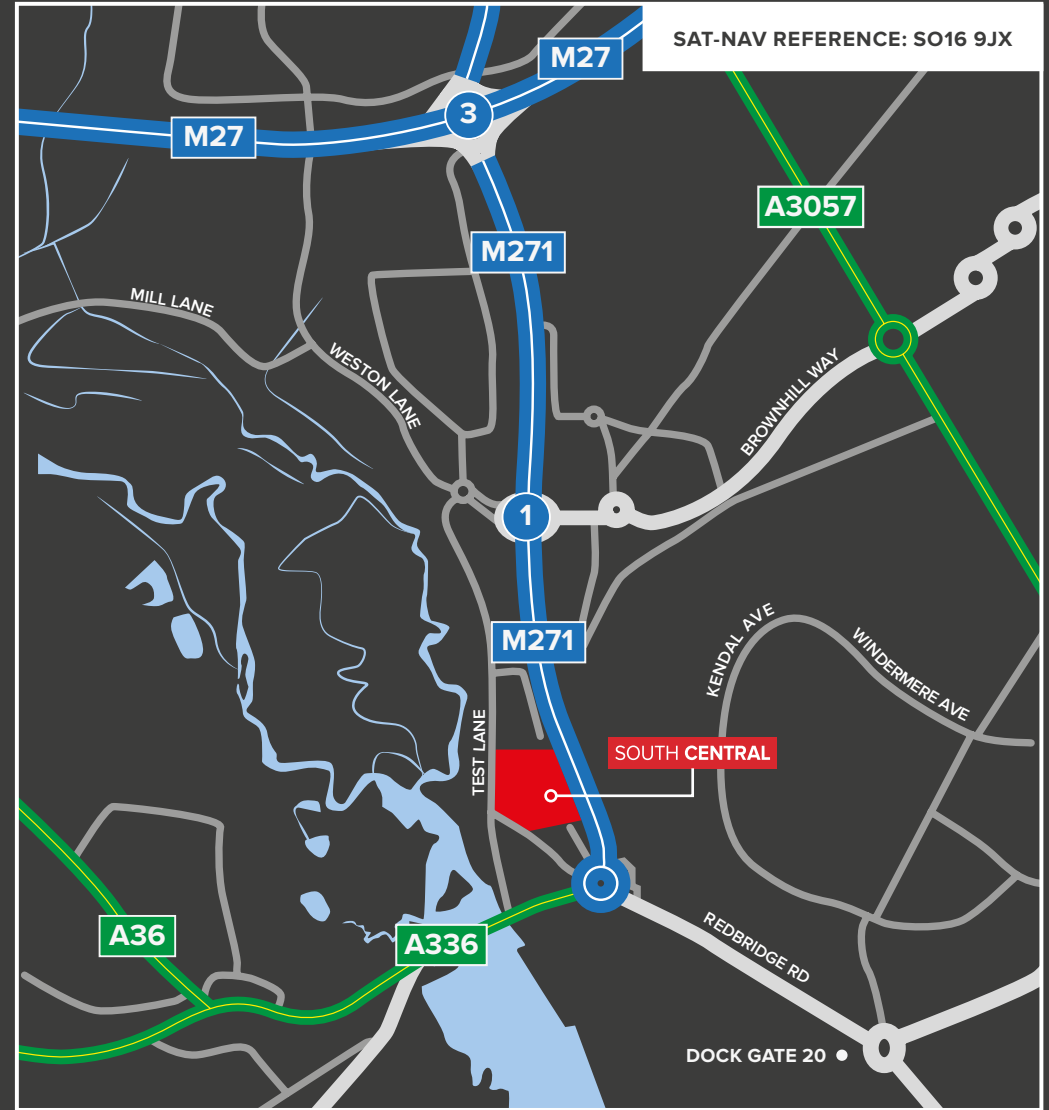 SAT-NAV REFERENCE: SO16 9JX
M27
3
M27
A3057
M271
MILL LANE
WESTON LANE
BROWNHILL WAY
1
M271
KENDAL AVE
WINDERMERE AVE
TEST LANE
SOUTH CENTRAL
A36
A336
REDBRIDGE RD
DOCK GATE 20